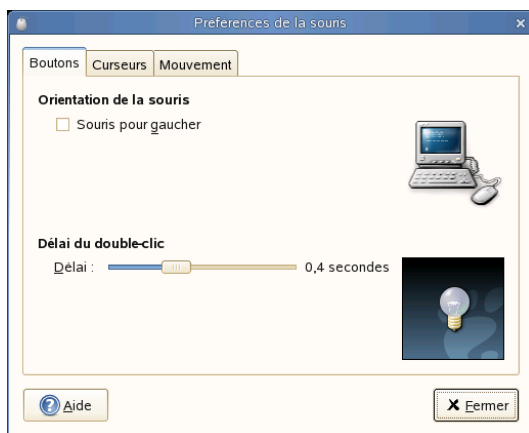 Préférences de la souris
Boutons
Curseurs
Mouvement
Orientation de la souris
Souris pour gaucher
Délai du double-clic
Délai :
0,4 secondes
Aide
Fermer